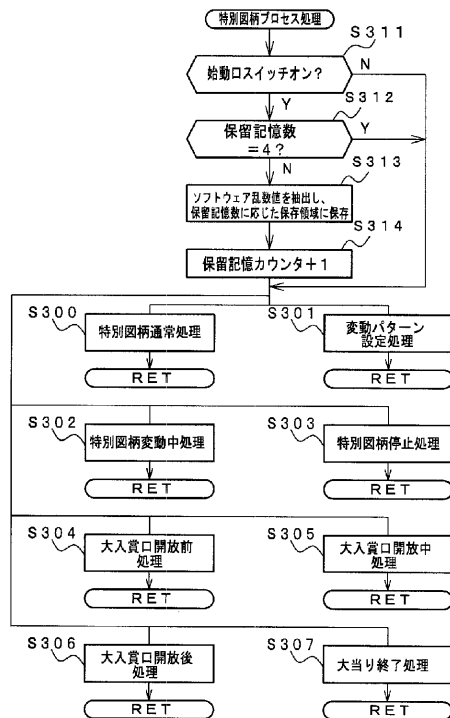 特別図柄プロセス処理
S311
始動口スイッチオン？
N
Y
S312
保留記憶数
＝4？
Y
N
S313
ソフトウェア乱数値を抽出し、
保留記憶数に応じた保存領域に保存
S314
保留記憶カウンタ＋1
S300
特別図柄通常処理
RET
S301
変動パターン
設定処理
RET
S302
特別図柄変動中処理
RET
S303
特別図柄停止処理
RET
S304
大入賞口開放前
処理
RET
S305
大入賞口開放中
処理
RET
S306
大入賞口開放後
処理
RET
S307
大当り終了処理
RET